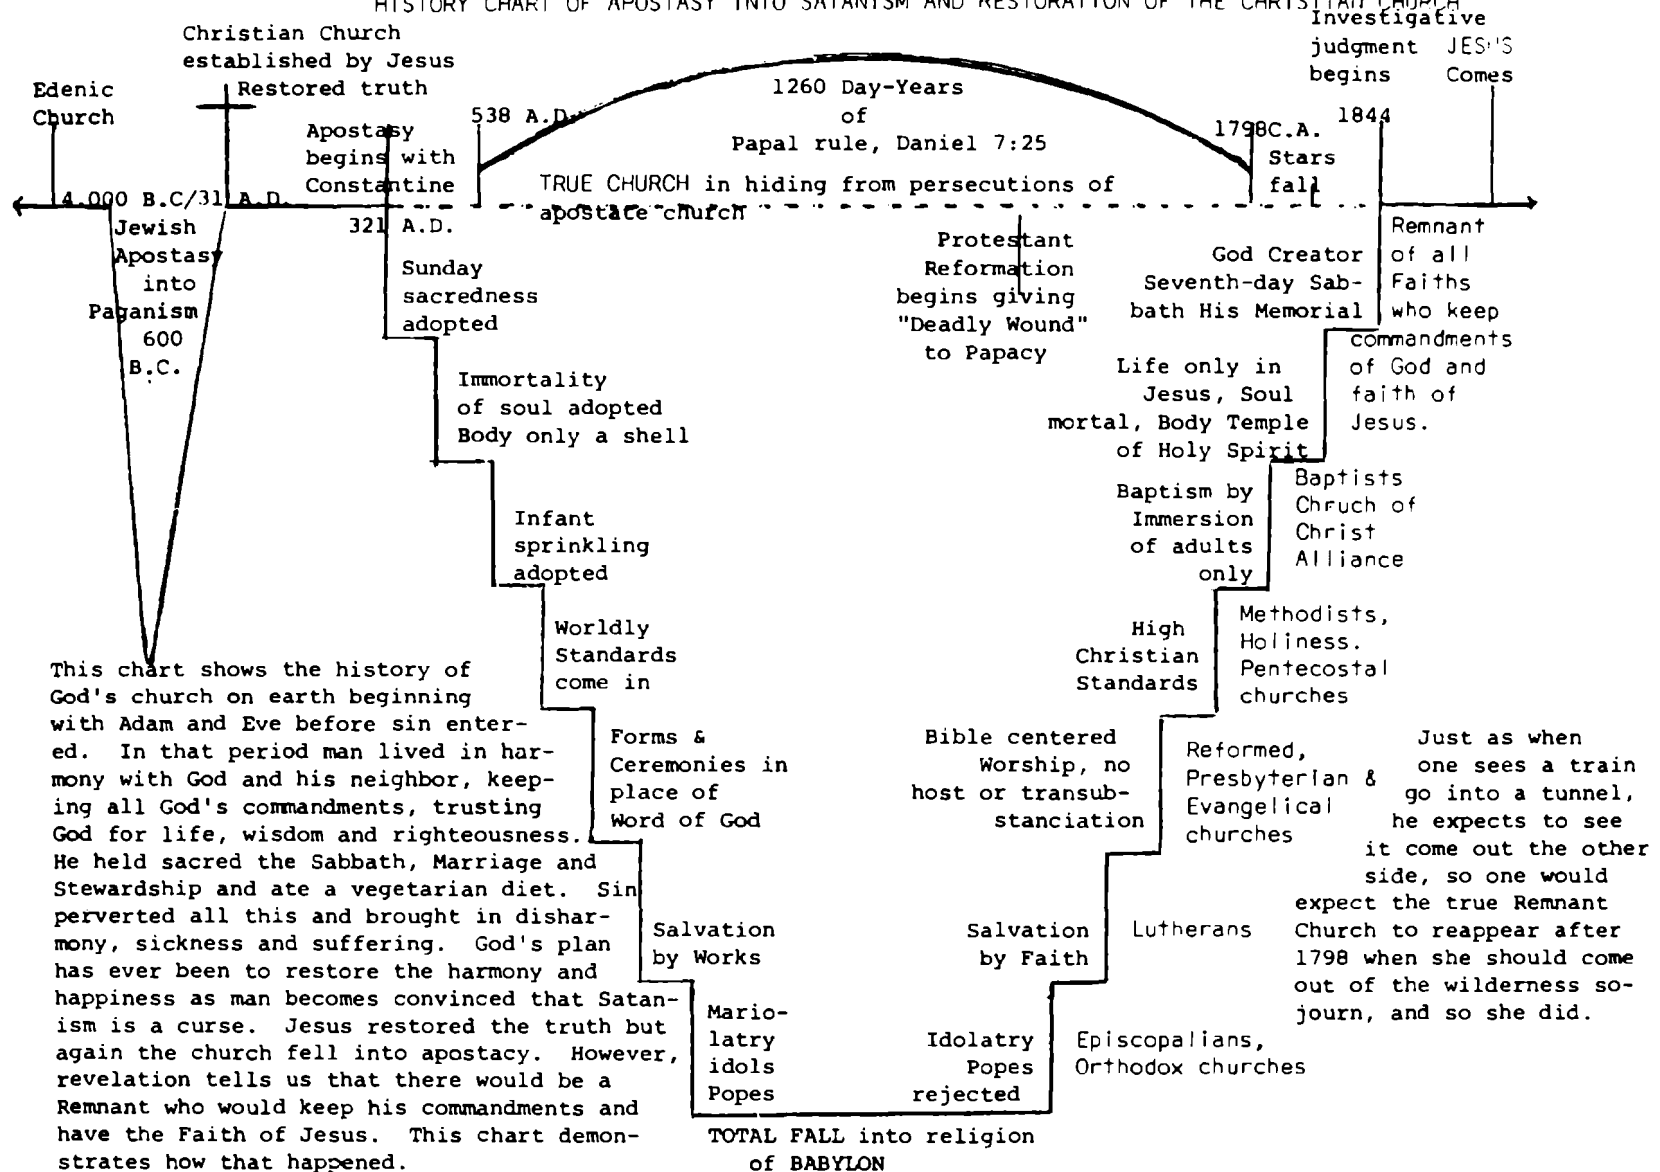 HISTORY CHART OF APOSTASY INTO SATANISM AND RESTORATION OF THE CHRISTIAN CHURCH
Edenic
Church
Christian Church
established by Jesus
Restored truth
Apostasy
begins with
Constantine
538 A.D.
1260 Day-Years
of
Papal rule, Daniel 7:25
1798 C.A.
Stars
fall
Investigative
judgment
begins
1844
JESUS
Comes
4.000 B.C/31 A.D.
321 A.D.
TRUE CHURCH in hiding from persecutions of
apostate church
Jewish
Apostasy
into
Paganism
600
B.C.
Protestant
Reformation
begins giving
"Deadly Wound"
to Papacy
Sunday
sacredness
adopted
God Creator
Seventh-day Sab-
bath His Memorial
Remnant
of all
Faiths
who keep
commandments
of God and
faith of
Jesus.
Immortality
of soul adopted
Body only a shell
Life only in
Jesus, Soul
mortal, Body Temple
of Holy Spirit
Infant
sprinkling
adopted
Baptism by
Immersion
of adults
only
Baptists
Chruch of
Christ
Alliance
Worldly
Standards
come in
High
Christian
Standards
Methodists,
Holiness.
Pentecostal
churches
Forms &
Ceremonies in
place of
Word of God
Bible centered
Worship, no
host or transub-
stanciation
Reformed,
Presbyterian &
Evangelical
churches
Salvation
by Works
Salvation
by Faith
Lutherans
Mario-
latry
idols
Popes
Idolatry
Popes
rejected
Episcopalians,
Orthodox churches
TOTAL FALL into religion
of BABYLON
This chart shows the history of
God's church on earth beginning
with Adam and Eve before sin enter-
ed. In that period man lived in har-
mony with God and his neighbor, keep-
ing all God's commandments, trusting
God for life, wisdom and righteousness.
He held sacred the Sabbath, Marriage and
Stewardship and ate a vegetarian diet. Sin
perverted all this and brought in dishar-
mony, sickness and suffering. God's plan
has ever been to restore the harmony and
happiness as man becomes convinced that Satan-
ism is a curse. Jesus restored the truth but
again the church fell into apostacy. However,
revelation tells us that there would be a
Remnant who would keep his commandments and
have the Faith of Jesus. This chart demon-
strates how that happened.
Just as when
one sees a train
go into a tunnel,
he expects to see
it come out the other
side, so one would
expect the true Remnant
Church to reappear after
1798 when she should come
out of the wilderness so-
journ, and so she did.